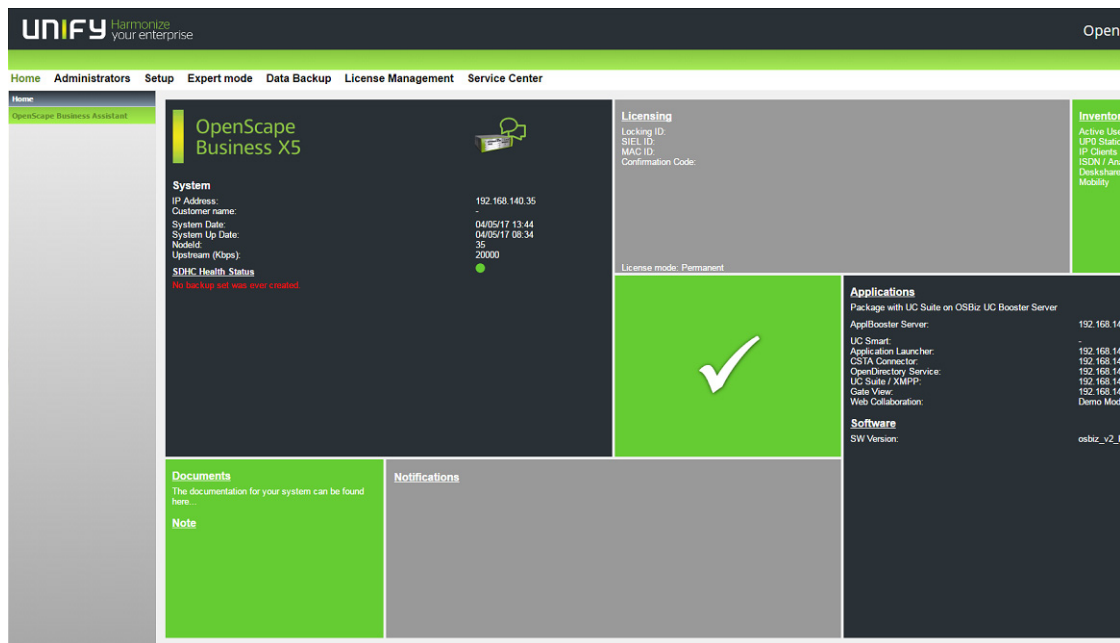 UNIFY Harmonize
your enterprise
Open
Home Administrators Setup Expert mode Data Backup License Management Service Center
Home
OpenScape Business Assistant
OpenScape
Business X5
System
IP Address: 192.168.140.35
Customer name: -
System Date: 04/05/17 13:44
System Up Date: 04/05/17 08:34
NodeId: 35
Upstream (Kbps): 20000
SDHC Health Status
No backup set was ever created
Licensing
Locking ID:
SIEL ID:
MAC ID:
Confirmation Code:
License mode: Permanent
Inventor
Active Use
UP0 Static
IP Clients
ISDN / Ana
Deskshare
Mobility
Applications
Package with UC Suite on OSBiz UC Booster Server
ApplBooster Server: 192.168.14
UC Smart: -
Application Launcher: 192.168.14
CSTA Connector: 192.168.14
OpenDirectory Service: 192.168.14
UC Suite / XMPP: 192.168.14
Gate View: 192.168.14
Web Collaboration: Demo Mod
Software
SW Version: osbiz_v2_
Documents
The documentation for your system can be found
here...
Note
Notifications